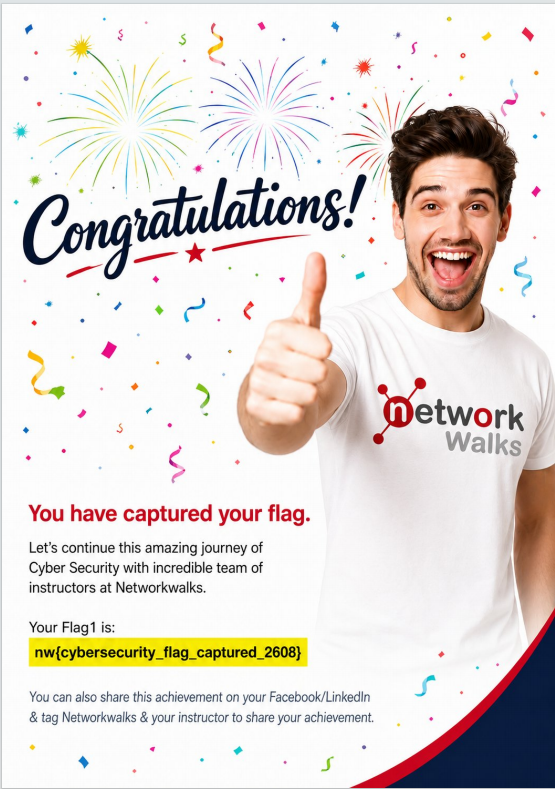 Congratulations!
network
Walks
You have captured your flag.
Let's continue this amazing journey of
Cyber Security with incredible team of
instructors at Networkwalks.
Your Flag1 is:
nw{cybersecurity_flag_captured_2608}
You can also share this achievement on your Facebook/LinkedIn
& tag Networkwalks & your instructor to share your achievement.